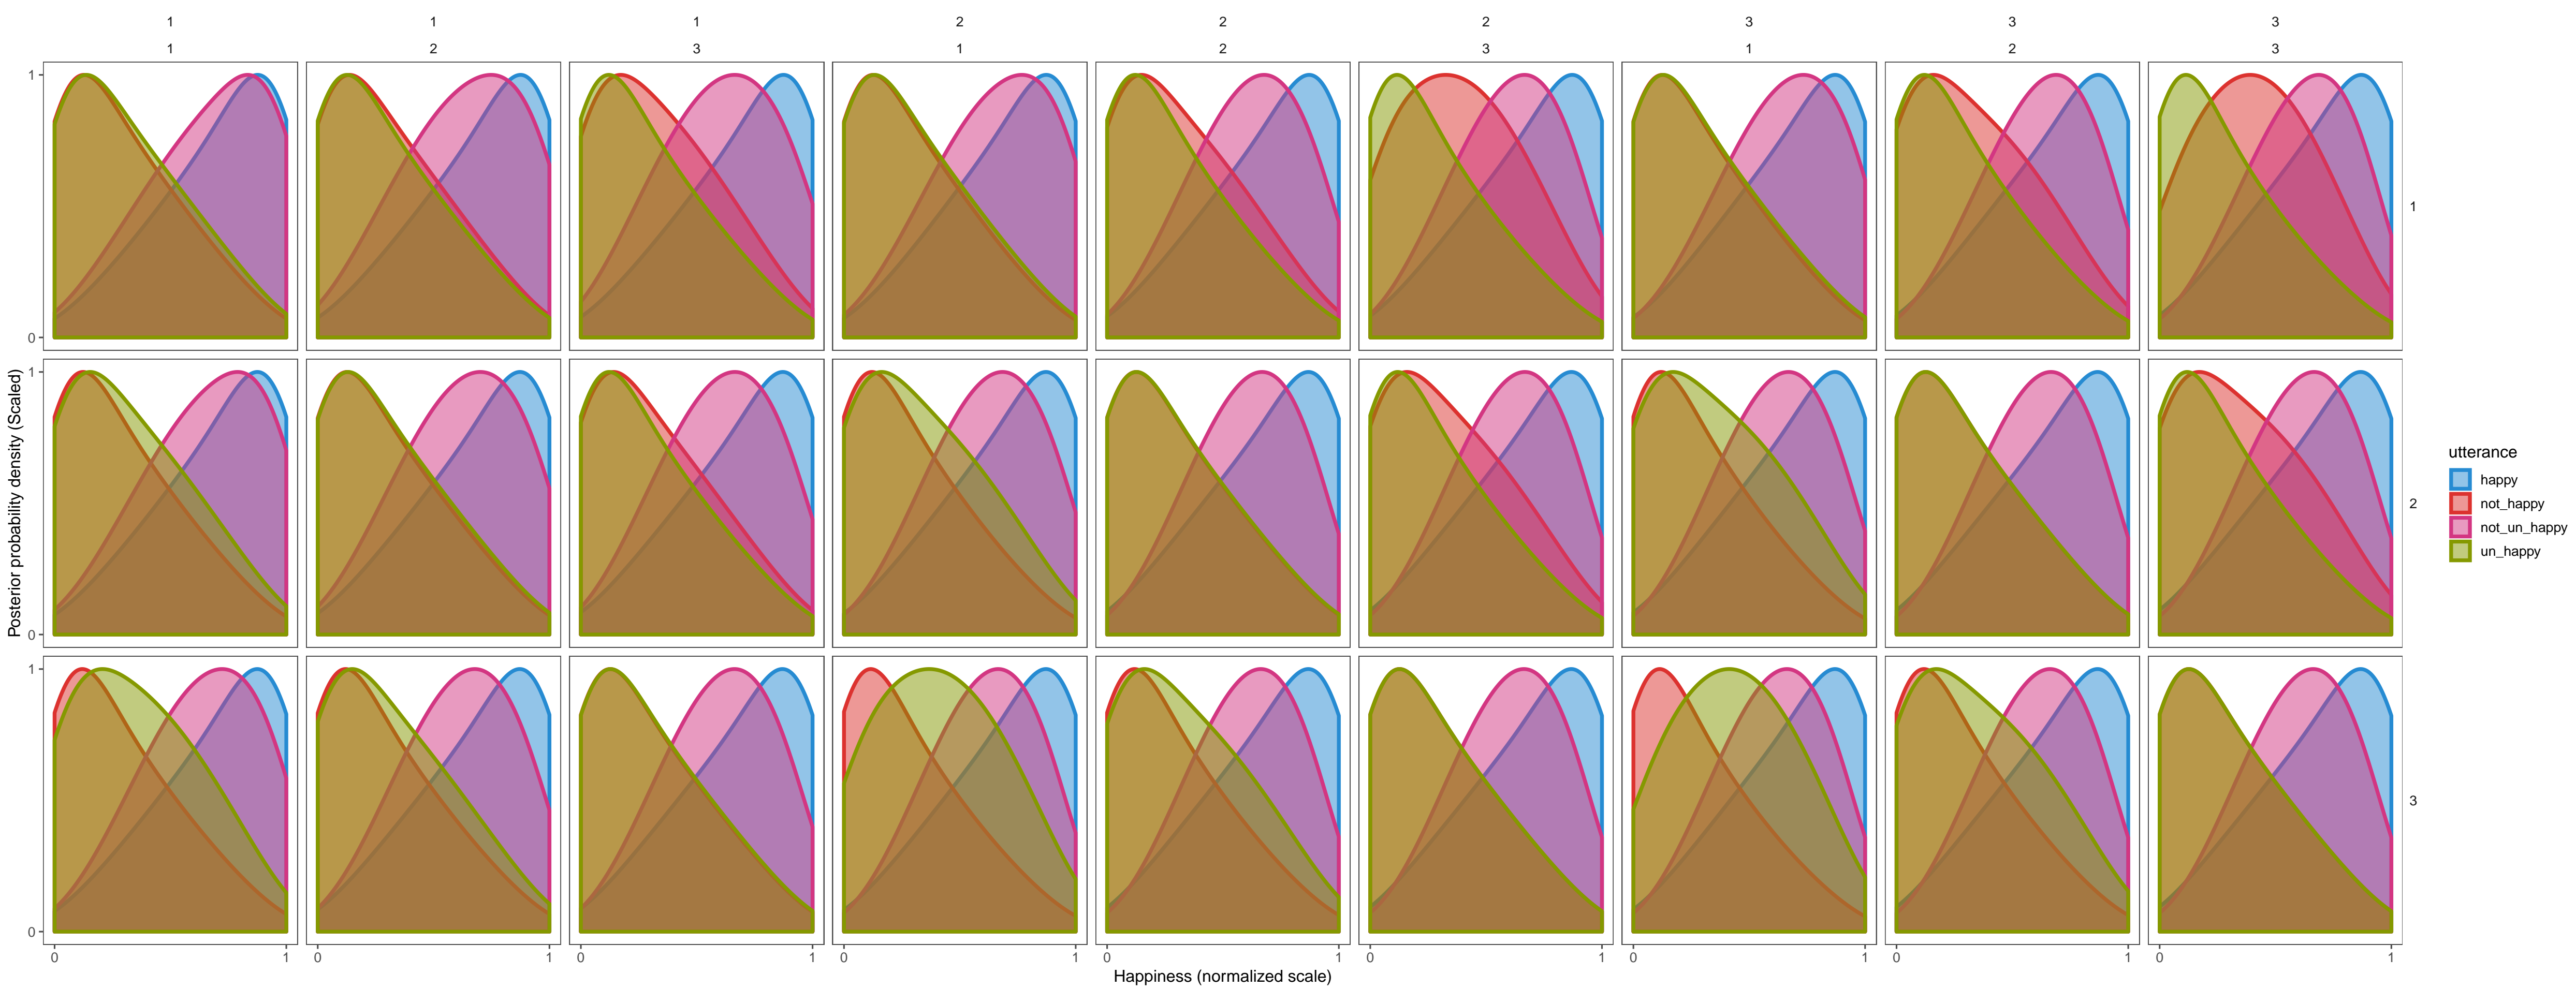 1 1 1 2 2 2 3 3 3
1 2 3 1 2 3 1 2 3
1
0
1
1
0
2
1
0
3
0 1 0 1 0 1 0 1 0 1 0 1 0 1 0 1 0 1
Happiness (normalized scale)
Posterior probability density (Scaled)
utterance
happy
not_happy
not_un_happy
un_happy